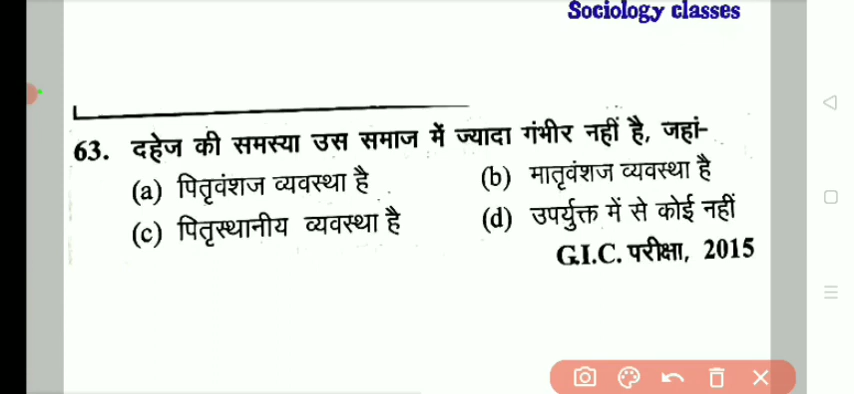 Sociology classes
63. दहेज की समस्या उस समाज में ज्यादा गंभीर नहीं है, जहां-
(a) पितृवंशज व्यवस्था है (b) मातृवंशज व्यवस्था है
(c) पितृस्थानीय व्यवस्था है (d) उपर्युक्त में से कोई नहीं
G.I.C. परीक्षा, 2015